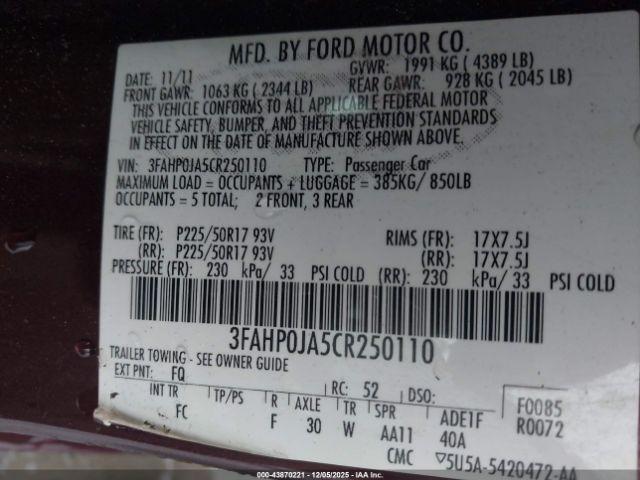 MFD. BY FORD MOTOR CO.
DATE: 11/11 GVWR: 1991 KG ( 4389 LB)
FRONT GAWR: 1063 KG ( 2344 LB) REAR GAWR: 928 KG ( 2045 LB)
THIS VEHICLE CONFORMS TO ALL APPLICABLE FEDERAL MOTOR
VEHICLE SAFETY, BUMPER, AND THEFT PREVENTION STANDARDS
IN EFFECT ON THE DATE OF MANUFACTURE SHOWN ABOVE.
VIN: 3FAHP0JA5CR250110 TYPE: Passenger Car
MAXIMUM LOAD = OCCUPANTS + LUGGAGE = 385KG/ 850LB
OCCUPANTS = 5 TOTAL; 2 FRONT, 3 REAR
TIRE (FR): P225/50R17 93V RIMS (FR): 17X7.5J
(RR): P225/50R17 93V (RR): 17X7.5J
PRESSURE (FR): 230 kPa/ 33 PSI COLD (RR): 230 kPa/ 33 PSI COLD
3FAHP0JA5CR250110
TRAILER TOWING - SEE OWNER GUIDE
EXT PNT: FQ RC: 52 DSO: F0085
INT TR TP/PS R AXLE TR SPR ADE1F R0072
FC F 30 W AA11 40A
CMC ▽5U5A-5420472-AA
000-43870221 - 12/05/2025 - IAAI.com